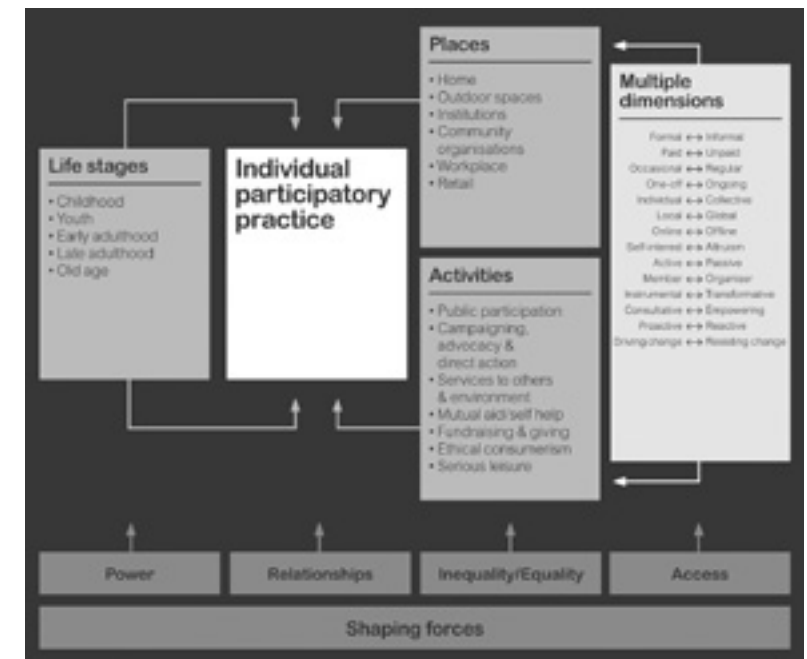 Places
• Home
• Outdoor spaces
• Institutions
• Community
organisations
• Workplace
• Retail
Multiple
dimensions
Formal ↔ Informal
Paid ↔ Unpaid
Occasional ↔ Regular
One-off ↔ Ongoing
Individual ↔ Collective
Local ↔ Global
Online ↔ Offline
Self-interest ↔ Altruism
Active ↔ Passive
Member ↔ Organiser
Instrumental ↔ Transformative
Consultative ↔ Empowering
Proactive ↔ Reactive
Driving change ↔ Resisting change
Life stages
• Childhood
• Youth
• Early adulthood
• Late adulthood
• Old age
Individual
participatory
practice
Activities
• Public participation
• Campaigning,
advocacy &
direct action
• Services to others
& environment
• Mutual aid/self help
• Fundraising & giving
• Ethical consumerism
• Serious leisure
Power
Relationships
Inequality/Equality
Access
Shaping forces